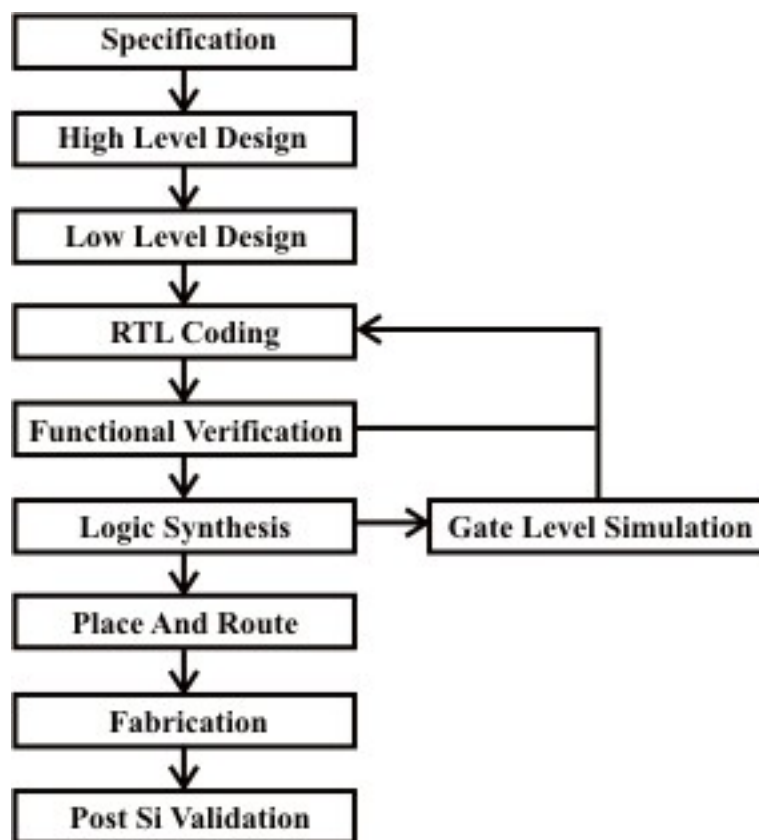 Specification
High Level Design
Low Level Design
RTL Coding
Functional Verification
Logic Synthesis
Gate Level Simulation
Place And Route
Fabrication
Post Si Validation